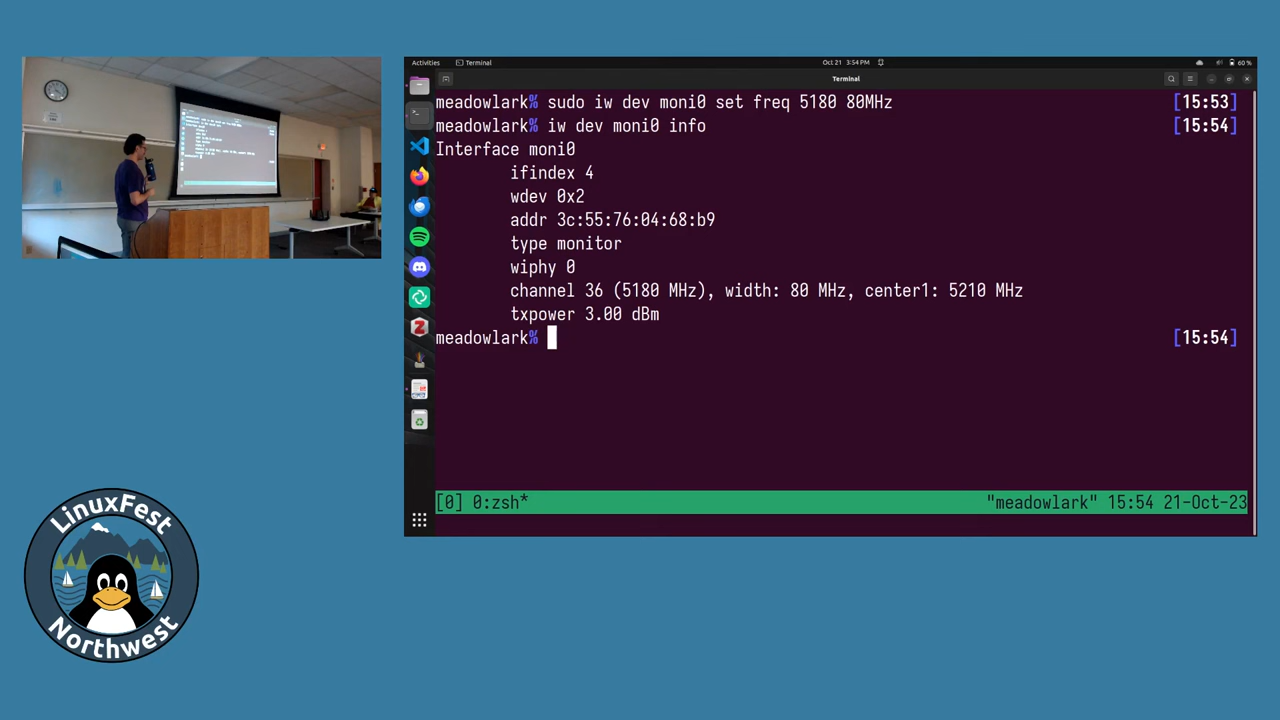 Activities
Terminal
Oct 21 3:54 PM
60 %
Terminal
meadowlark% sudo iw dev moni0 set freq 5180 80MHz [15:53]
meadowlark% iw dev moni0 info [15:54]
Interface moni0
ifindex 4
wdev 0x2
addr 3c:55:76:04:68:b9
type monitor
wiphy 0
channel 36 (5180 MHz), width: 80 MHz, center1: 5210 MHz
txpower 3.00 dBm
meadowlark% [15:54]
[0] 0:zsh* "meadowlark" 15:54 21-Oct-23
LinuxFest
Northwest